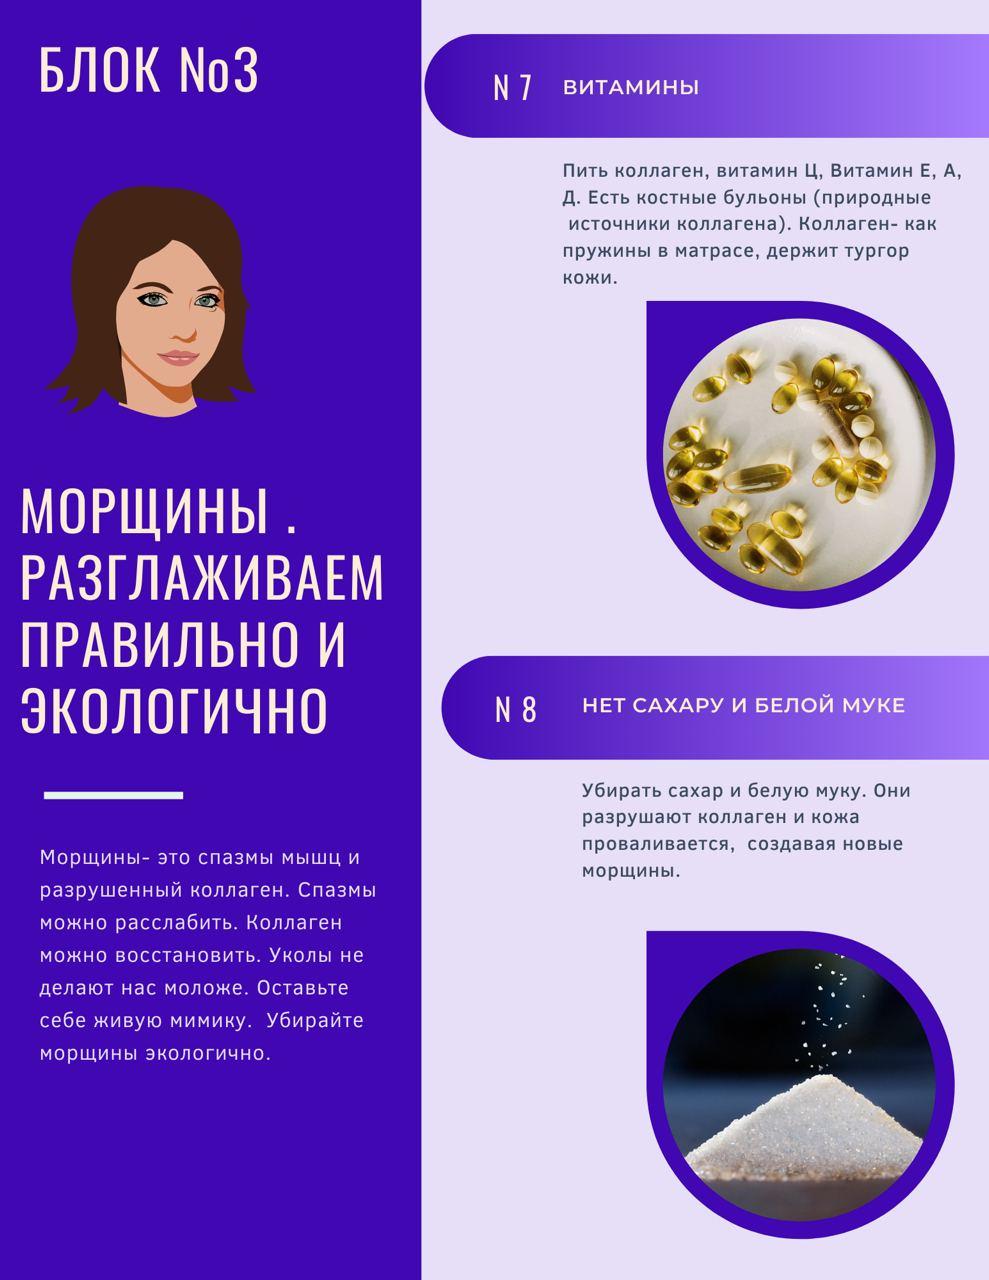 БЛОК №3
МОРЩИНЫ .
РАЗГЛАЖИВАЕМ
ПРАВИЛЬНО И
ЭКОЛОГИЧНО
Морщины- это спазмы мышц и
разрушенный коллаген. Спазмы
можно расслабить. Коллаген
можно восстановить. Уколы не
делают нас моложе. Оставьте
себе живую мимику.  Убирайте
морщины экологично.
N 7 ВИТАМИНЫ
Пить коллаген, витамин Ц, Витамин Е, А,
Д. Есть костные бульоны (природные
источники коллагена). Коллаген- как
пружины в матрасе, держит тургор
кожи.
N 8 НЕТ САХАРУ И БЕЛОЙ МУКЕ
Убирать сахар и белую муку. Они
разрушают коллаген и кожа
проваливается,  создавая новые
морщины.